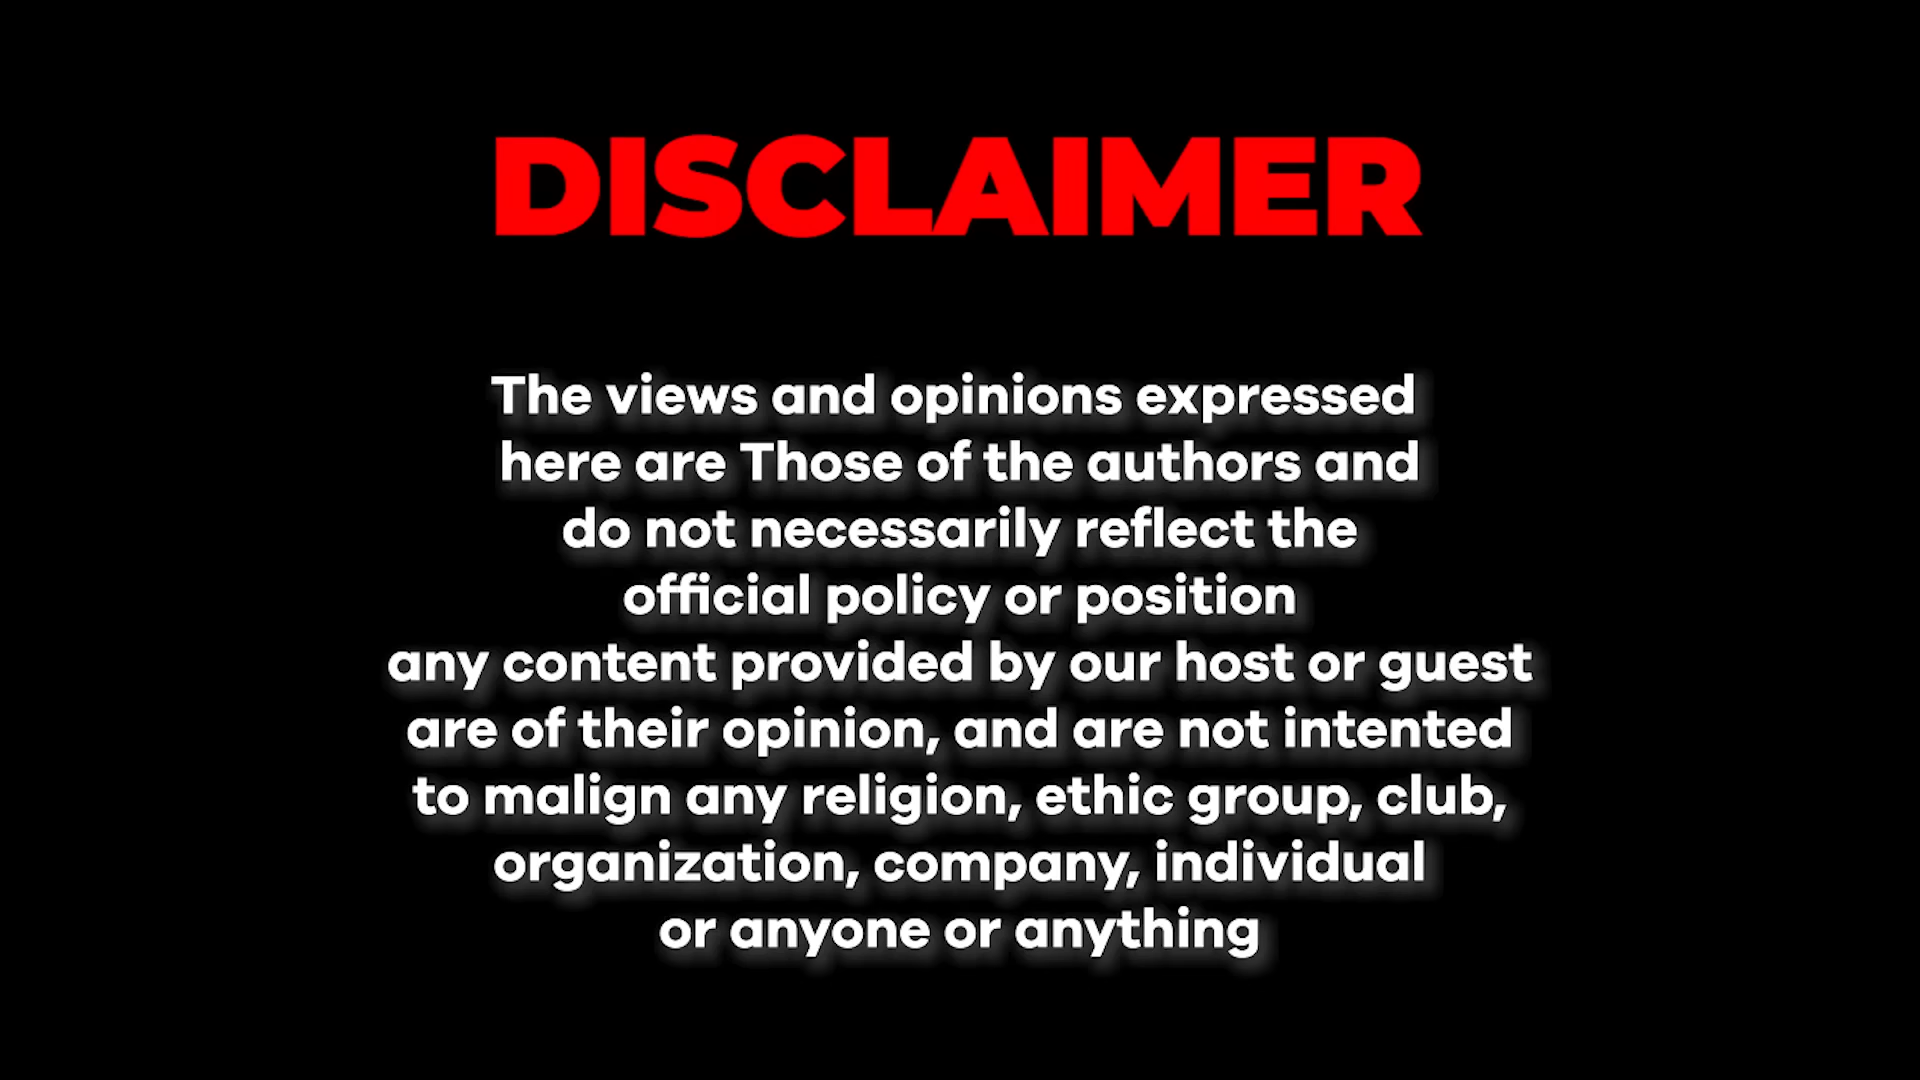 DISCLAIMER
The views and opinions expressed
here are Those of the authors and
do not necessarily reflect the
official policy or position
any content provided by our host or guest
are of their opinion, and are not intented
to malign any religion, ethic group, club,
organization, company, individual
or anyone or anything